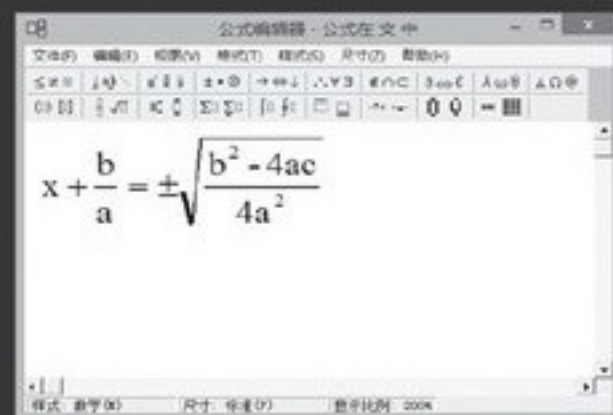 公式编辑器 - 公式在 文 中
文件(F) 编辑(E) 视图(V) 格式(T) 样式(S) 尺寸(Z) 帮助(H)
x + b/a = ±√((b² - 4ac)/(4a²))
样式: 数学(M) 尺寸: 标准(F) 显示比例: 200%